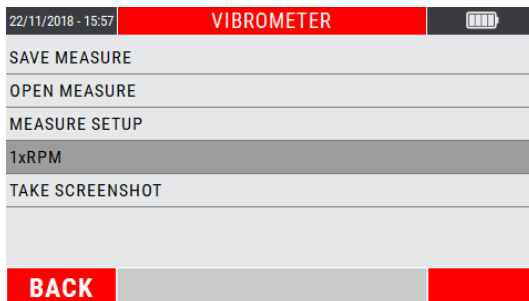 22/11/2018 - 15:57 VIBROMETER
SAVE MEASURE
OPEN MEASURE
MEASURE SETUP
1xRPM
TAKE SCREENSHOT
BACK